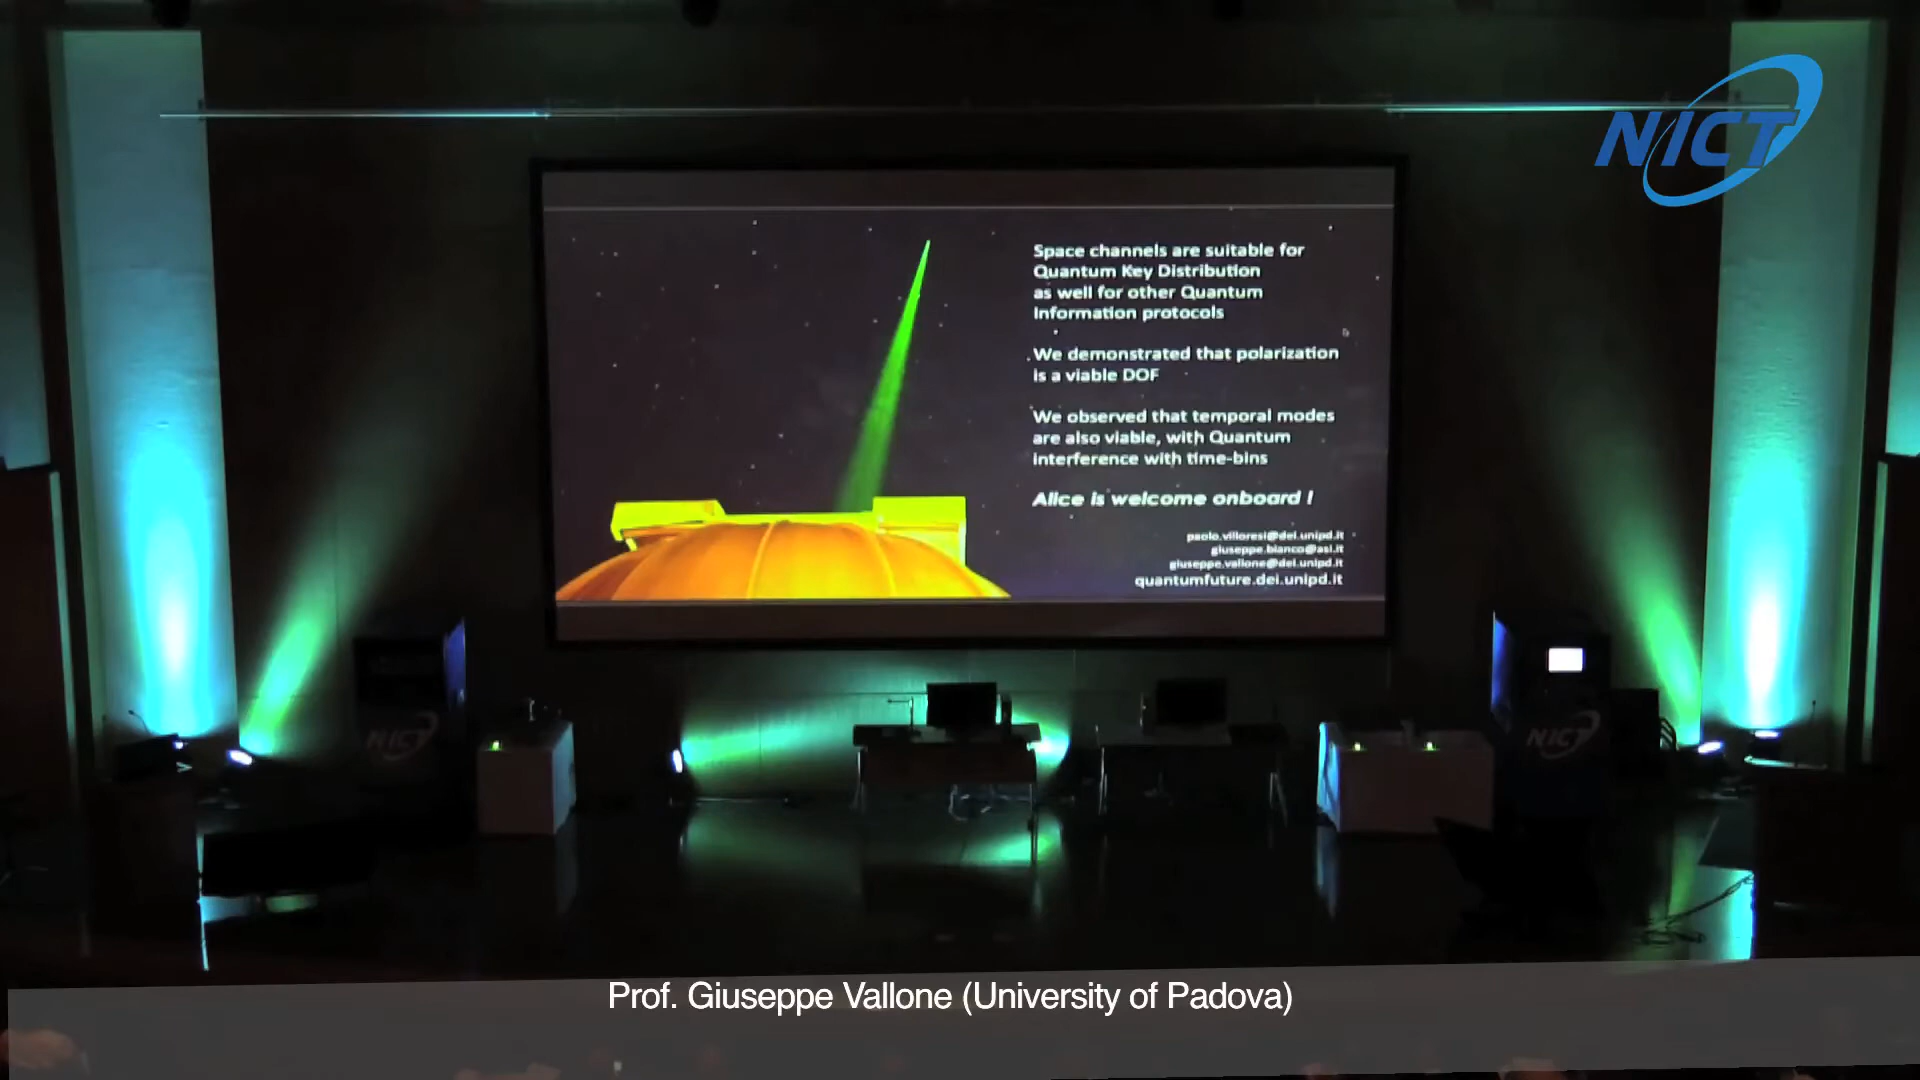 NICT
Space channels are suitable for
Quantum Key Distribution
as well for other Quantum
Information protocols
We demonstrated that polarization
is a viable DOF
We observed that temporal modes
are also viable, with Quantum
interference with time-bins
Alice is welcome onboard !
paolo.villoresi@dei.unipd.it
giuseppe.bianco@asi.it
giuseppe.vallone@dei.unipd.it
quantumfuture.dei.unipd.it
NICT
NICT
Prof. Giuseppe Vallone (University of Padova)